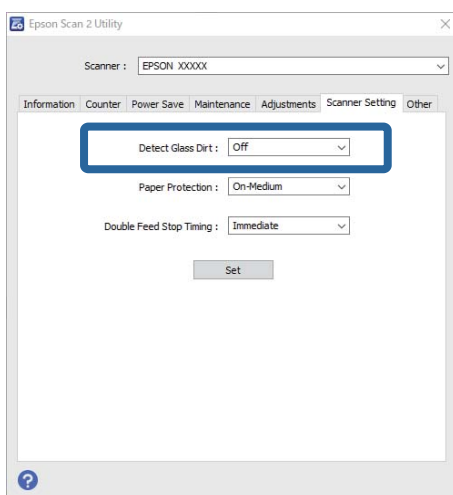 Epson Scan 2 Utility
Scanner : EPSON XXXXX
Information Counter Power Save Maintenance Adjustments Scanner Setting Other
Detect Glass Dirt : Off
Paper Protection : On-Medium
Double Feed Stop Timing : Immediate
Set
?